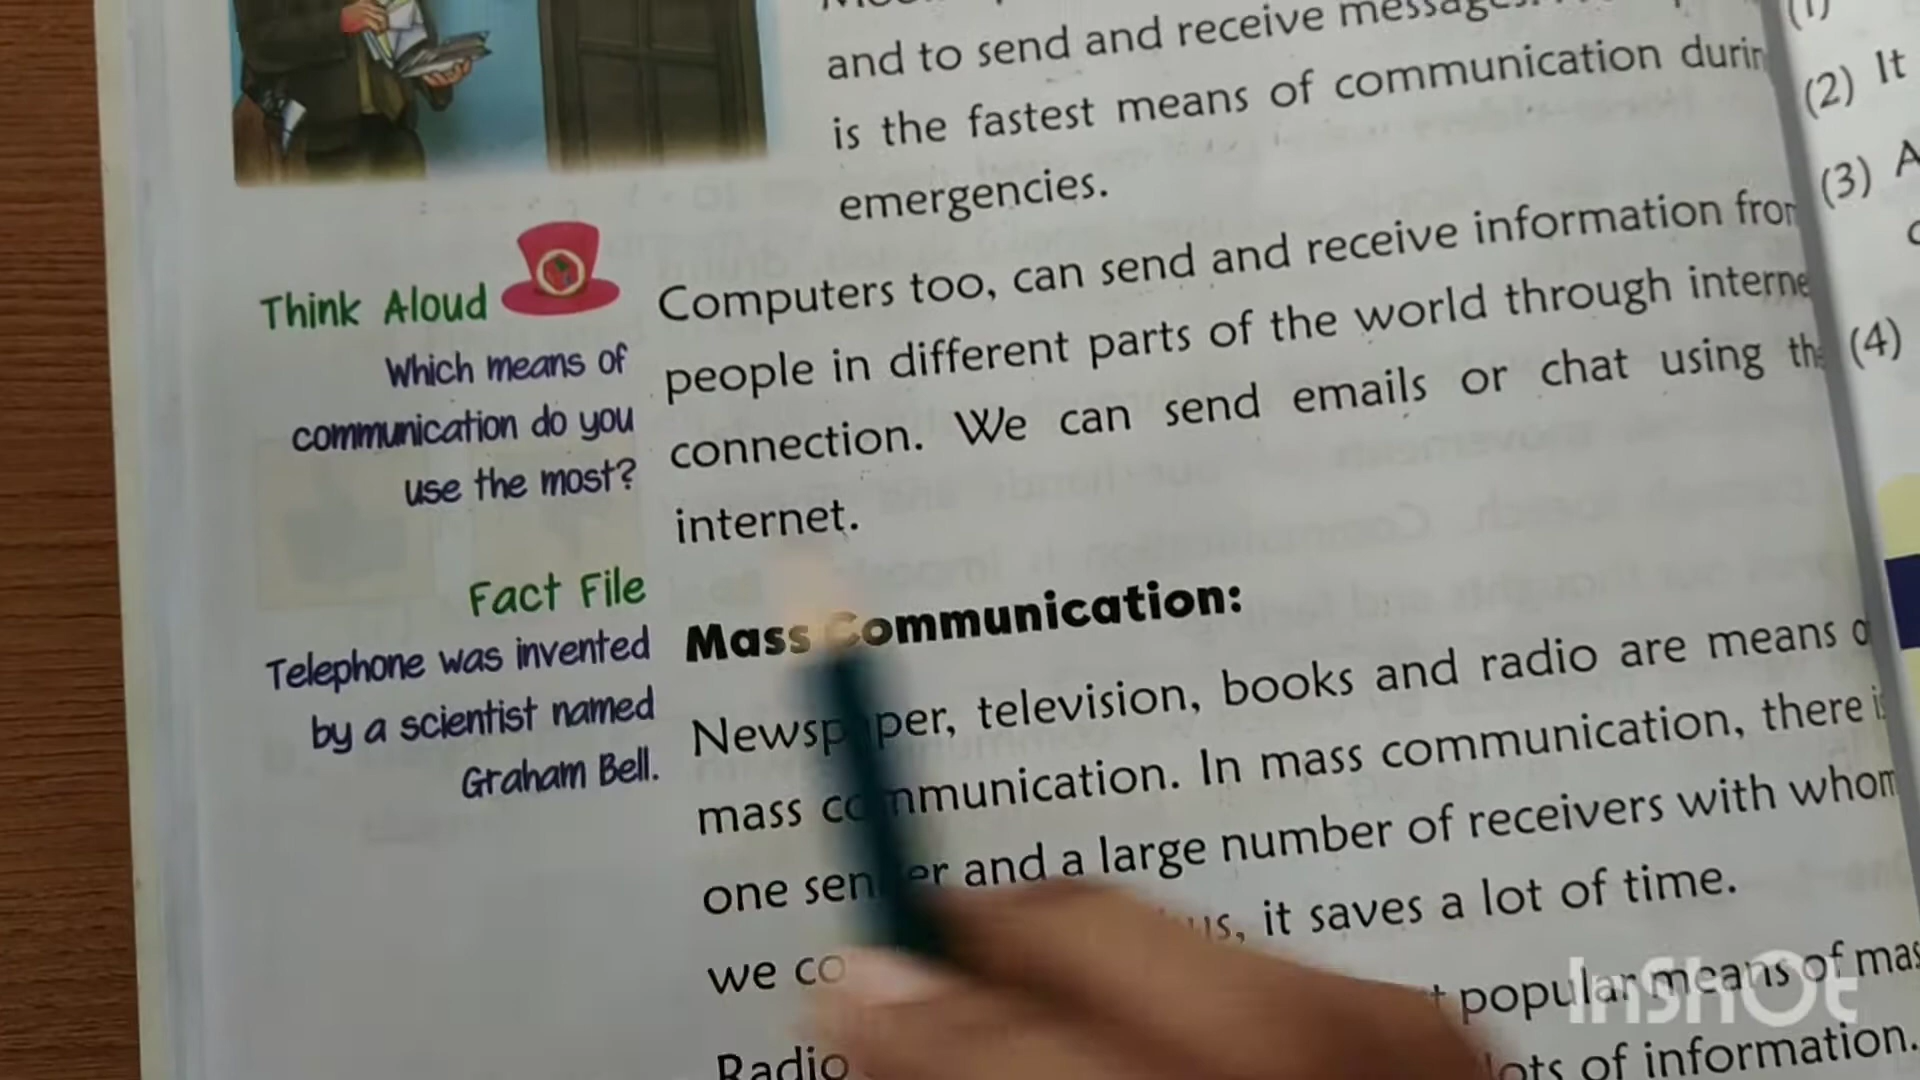 and to send and receive messages.
is the fastest means of communication durin
emergencies.
Think Aloud
Which means of
communication do you
use the most?
Computers too, can send and receive information from
people in different parts of the world through interne
connection. We can send emails or chat using the
internet.
Fact File
Telephone was invented
by a scientist named
Graham Bell.
Mass Communication:
Newspaper, television, books and radio are means o
mass communication. In mass communication, there is
one sender and a large number of receivers with whom
we co us, it saves a lot of time.
popular means of mas
Radio lots of information.
(1)
(2) It
(3) A
(4)
InShOt